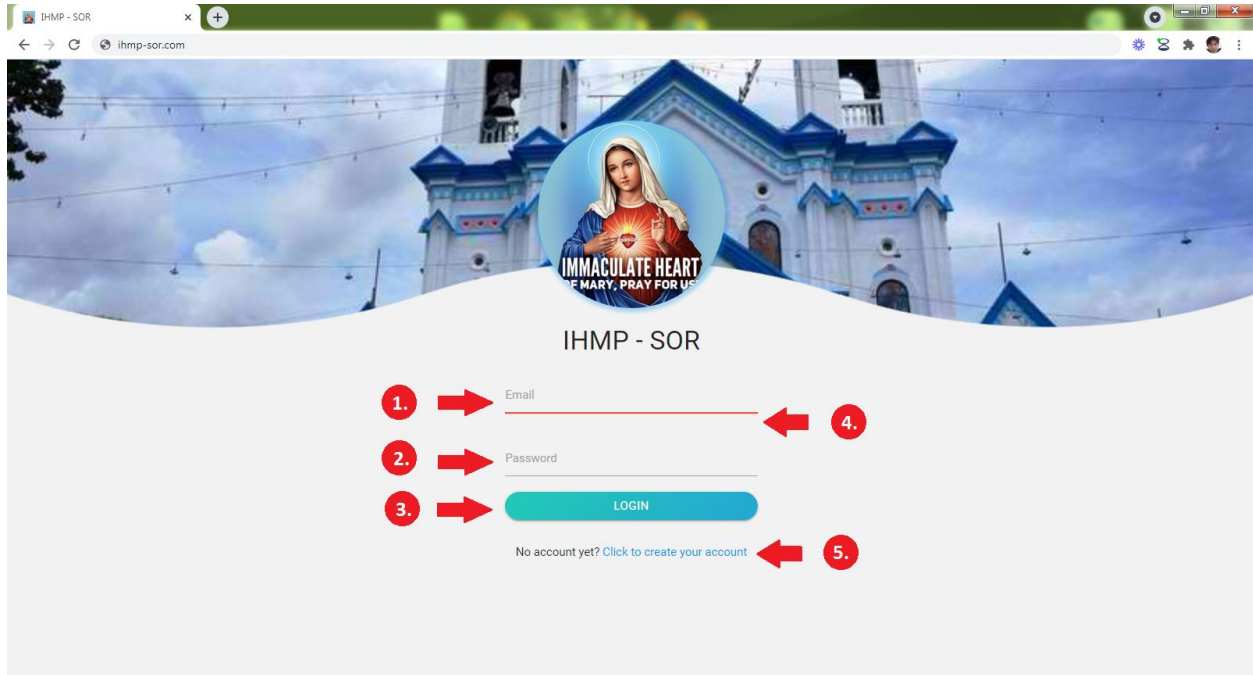 IHMP - SOR
ihmp-sor.com
IMMACULATE HEART
OF MARY, PRAY FOR US
IHMP - SOR
1.
Email
4.
2.
Password
3.
LOGIN
No account yet? Click to create your account
5.